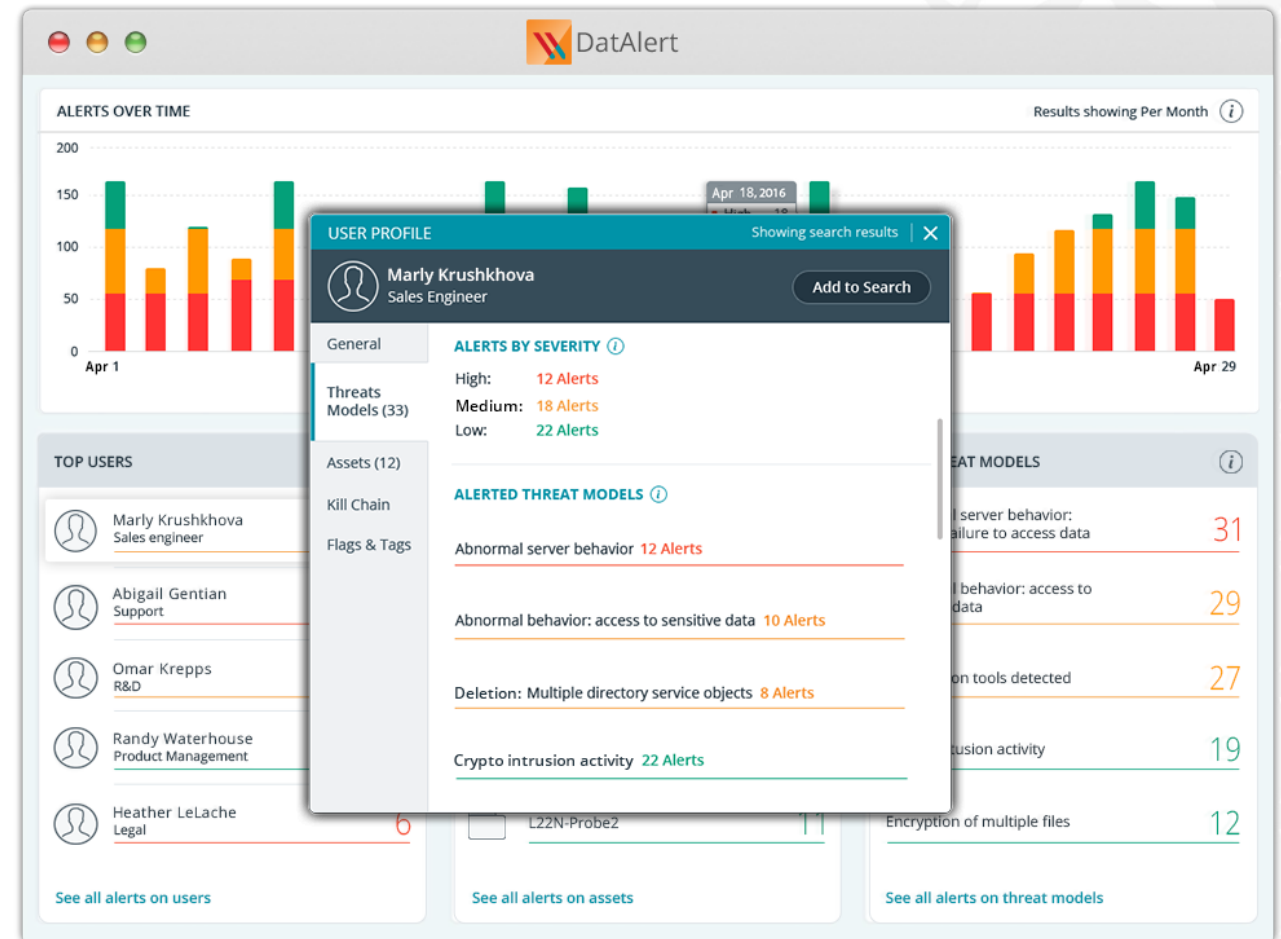 DatAlert
ALERTS OVER TIME
Results showing Per Month
200
150
100
50
0
Apr 1
Apr 29
Apr 18, 2016
High 18
USER PROFILE
Showing search results
Marly Krushkhova
Sales Engineer
Add to Search
General
Threats
Models (33)
Assets (12)
Kill Chain
Flags & Tags
ALERTS BY SEVERITY
High: 12 Alerts
Medium: 18 Alerts
Low: 22 Alerts
ALERTED THREAT MODELS
Abnormal server behavior 12 Alerts
Abnormal behavior: access to sensitive data 10 Alerts
Deletion: Multiple directory service objects 8 Alerts
Crypto intrusion activity 22 Alerts
TOP USERS
Marly Krushkhova
Sales engineer
Abigail Gentian
Support
Omar Krepps
R&D
Randy Waterhouse
Product Management
Heather LeLache
Legal
6
See all alerts on users
L22N-Probe2
11
See all alerts on assets
MODELS
server behavior:
to access data
31
behavior: access to
data
29
tools detected
27
activity
19
Encryption of multiple files
12
See all alerts on threat models